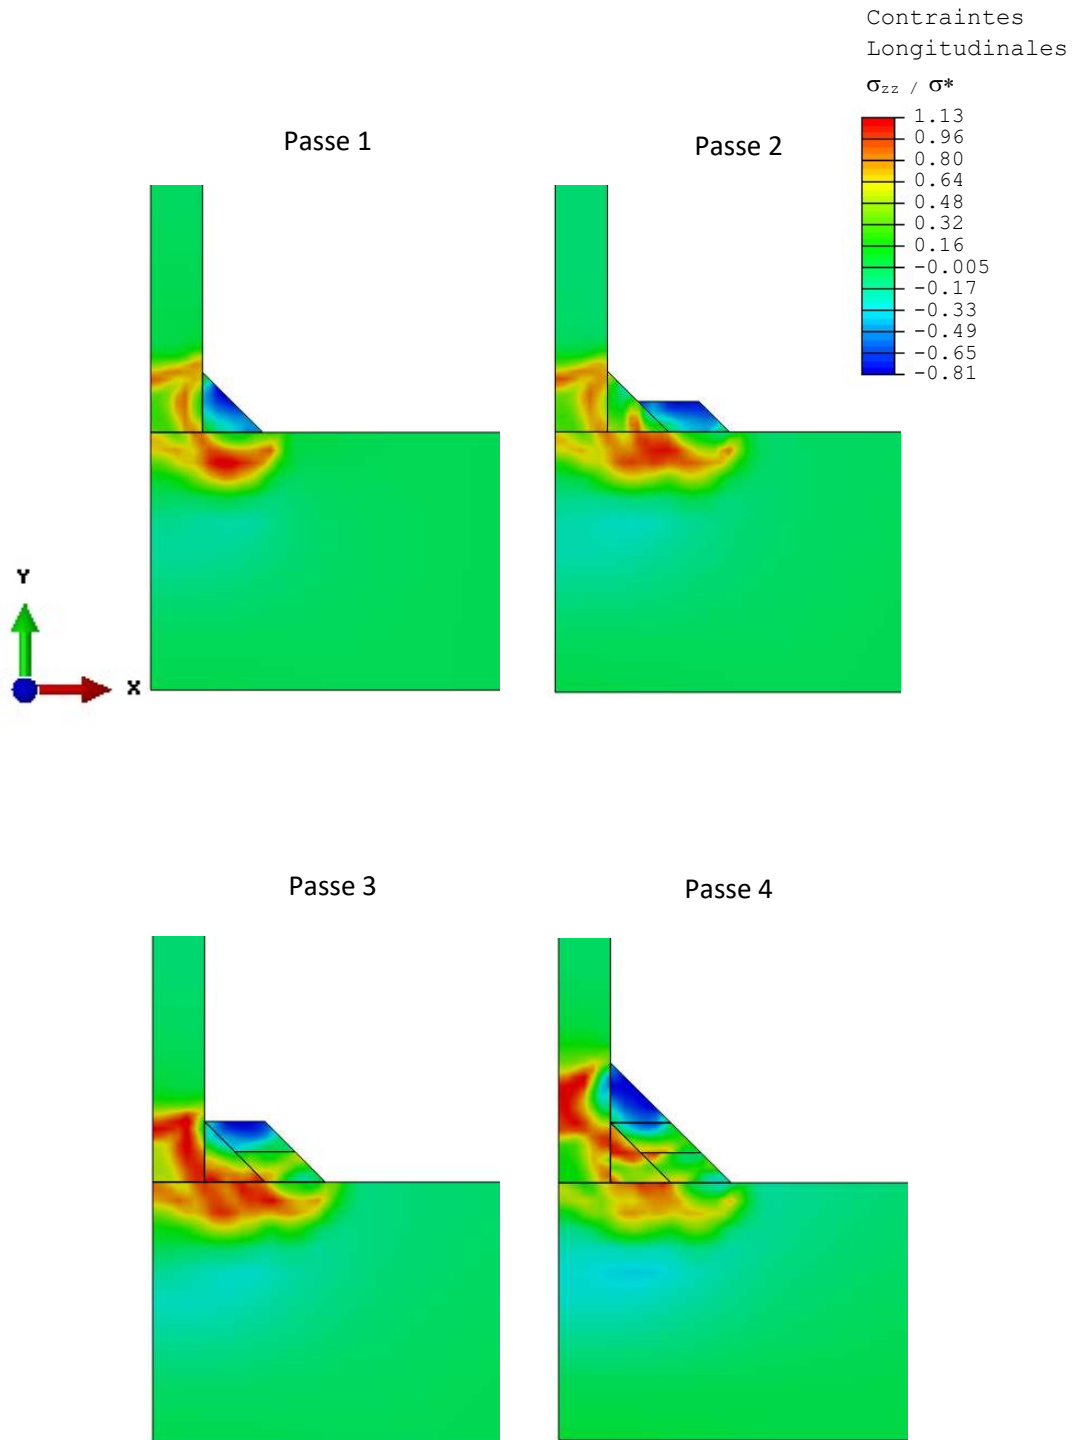 Contraintes
Longitudinales
σzz / σ*
1.13
0.96
0.80
0.64
0.48
0.32
0.16
-0.005
-0.17
-0.33
-0.49
-0.65
-0.81
Passe 1
Passe 2
Y
X
Passe 3
Passe 4